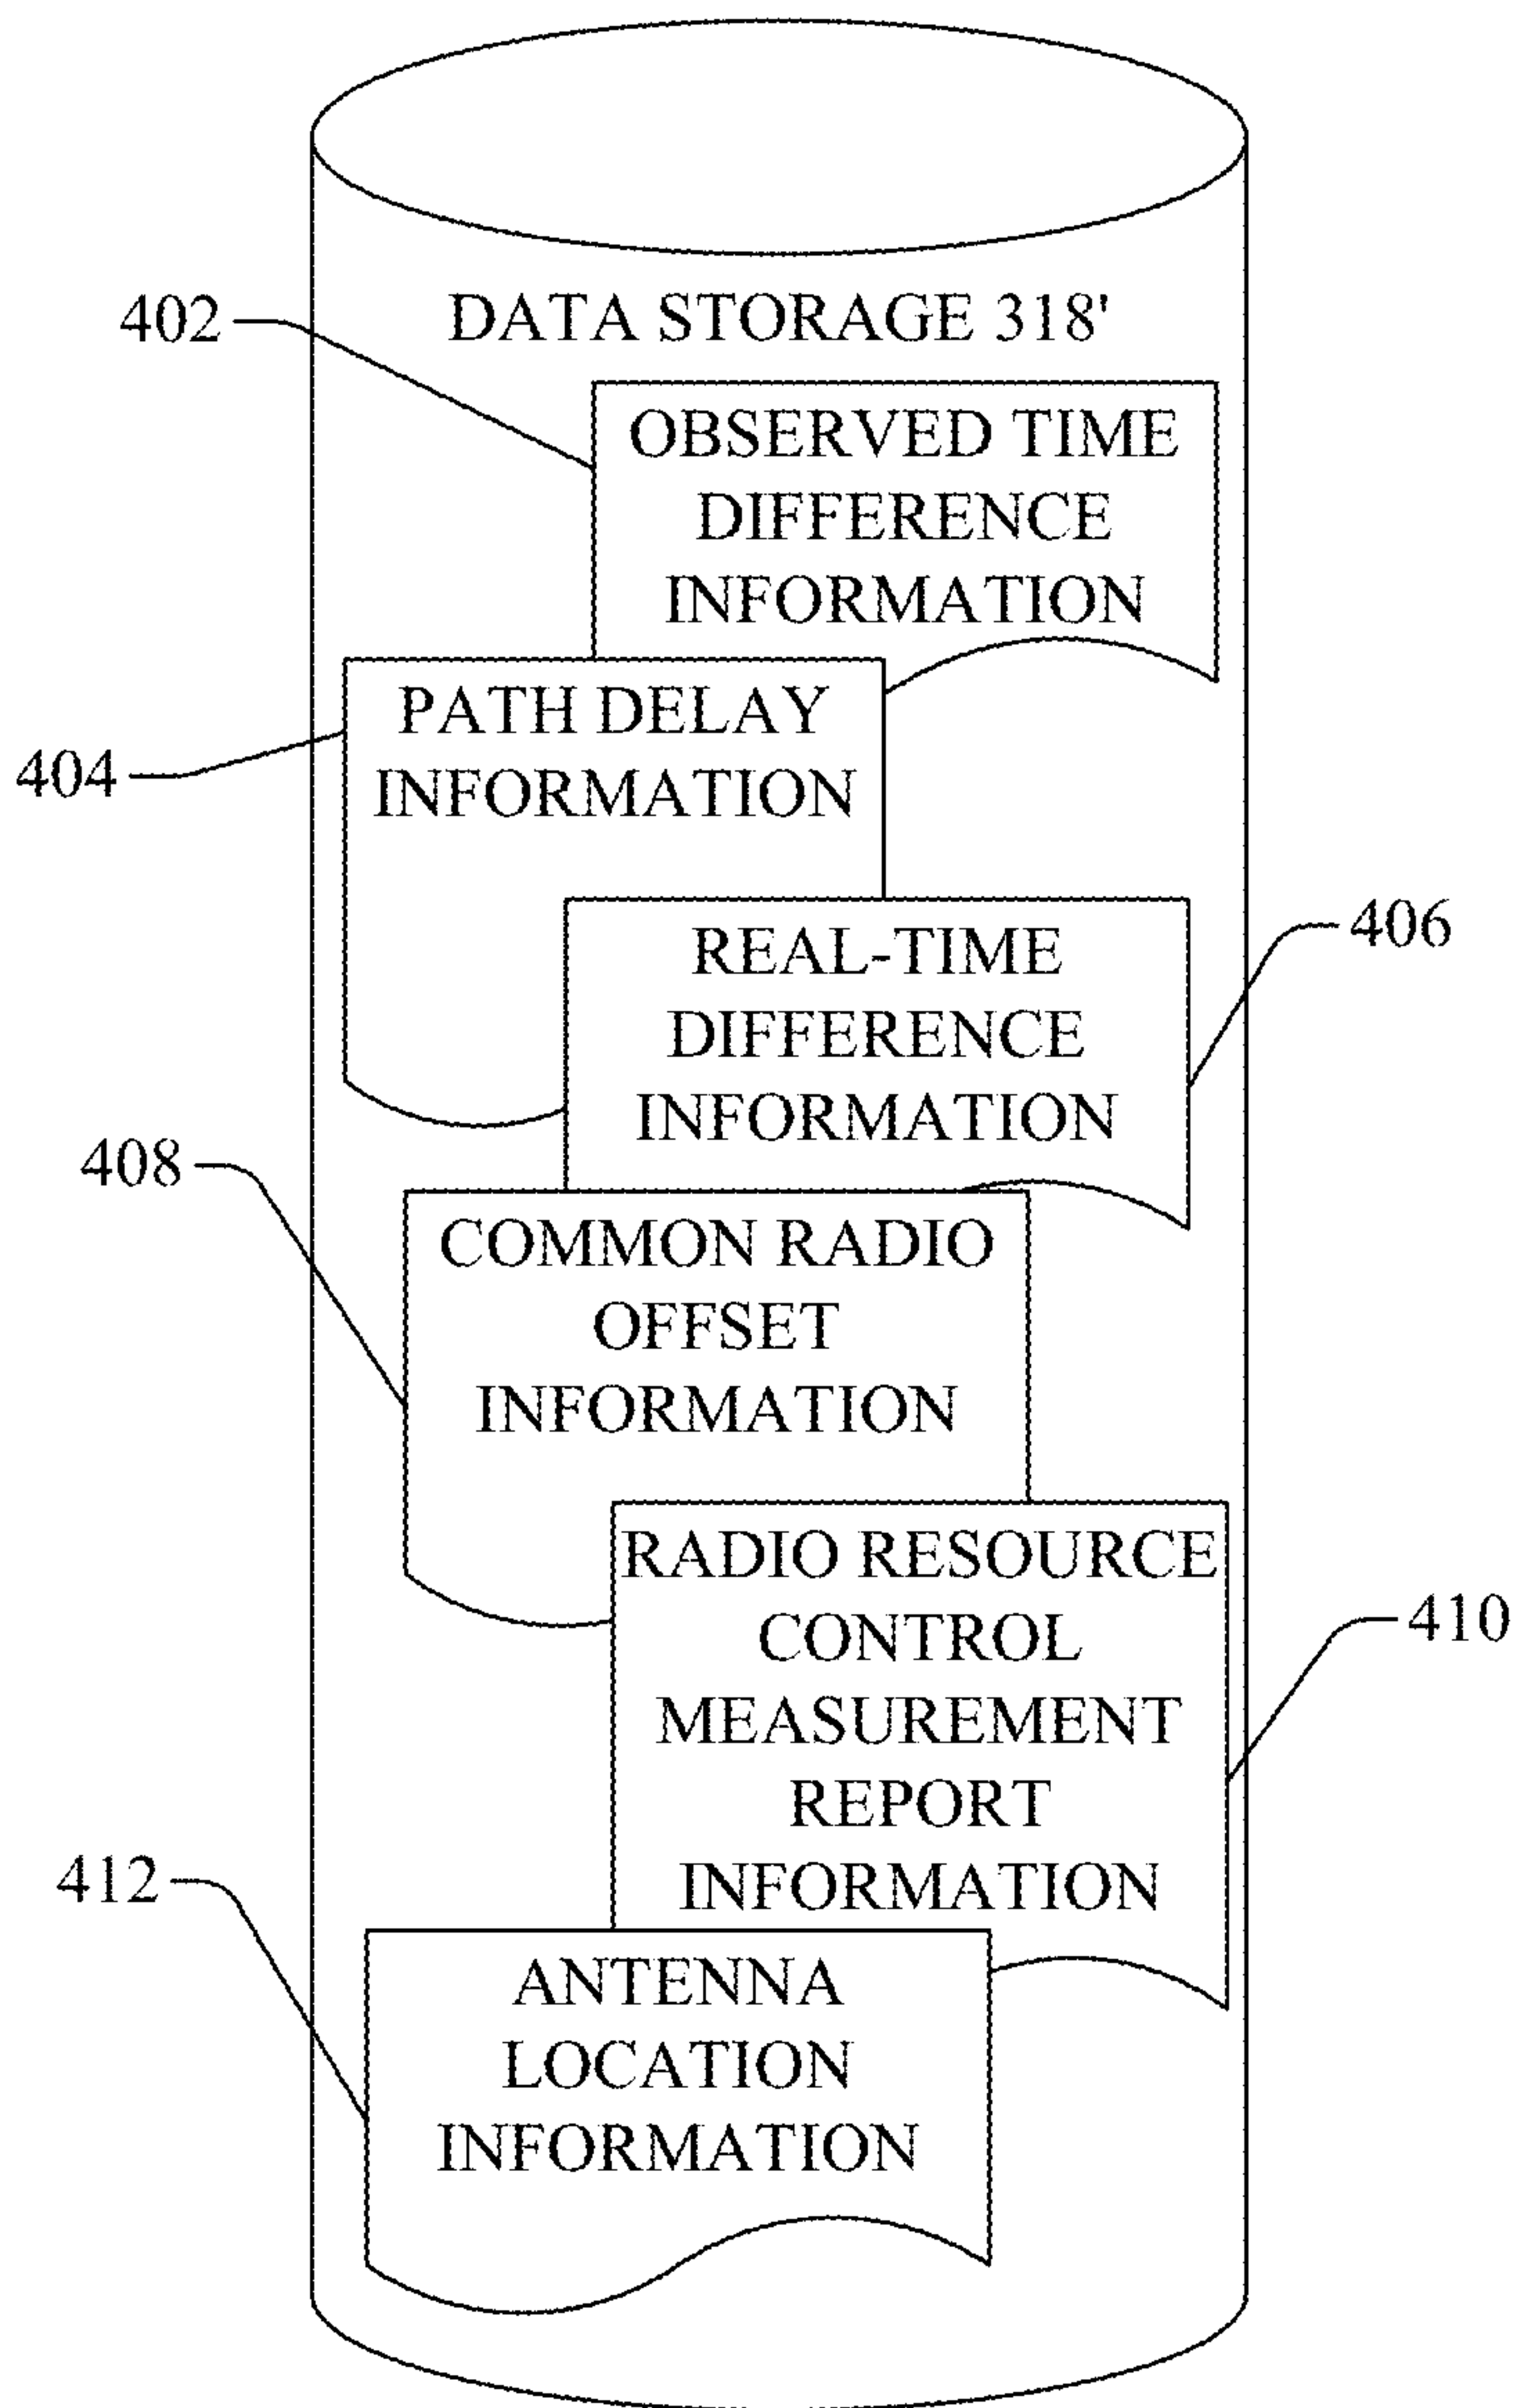 DATA STORAGE 318'
402
OBSERVED TIME
DIFFERENCE
INFORMATION
404
PATH DELAY
INFORMATION
406
REAL-TIME
DIFFERENCE
INFORMATION
408
COMMON RADIO
OFFSET
INFORMATION
410
RADIO RESOURCE
CONTROL
MEASUREMENT
REPORT
INFORMATION
412
ANTENNA
LOCATION
INFORMATION